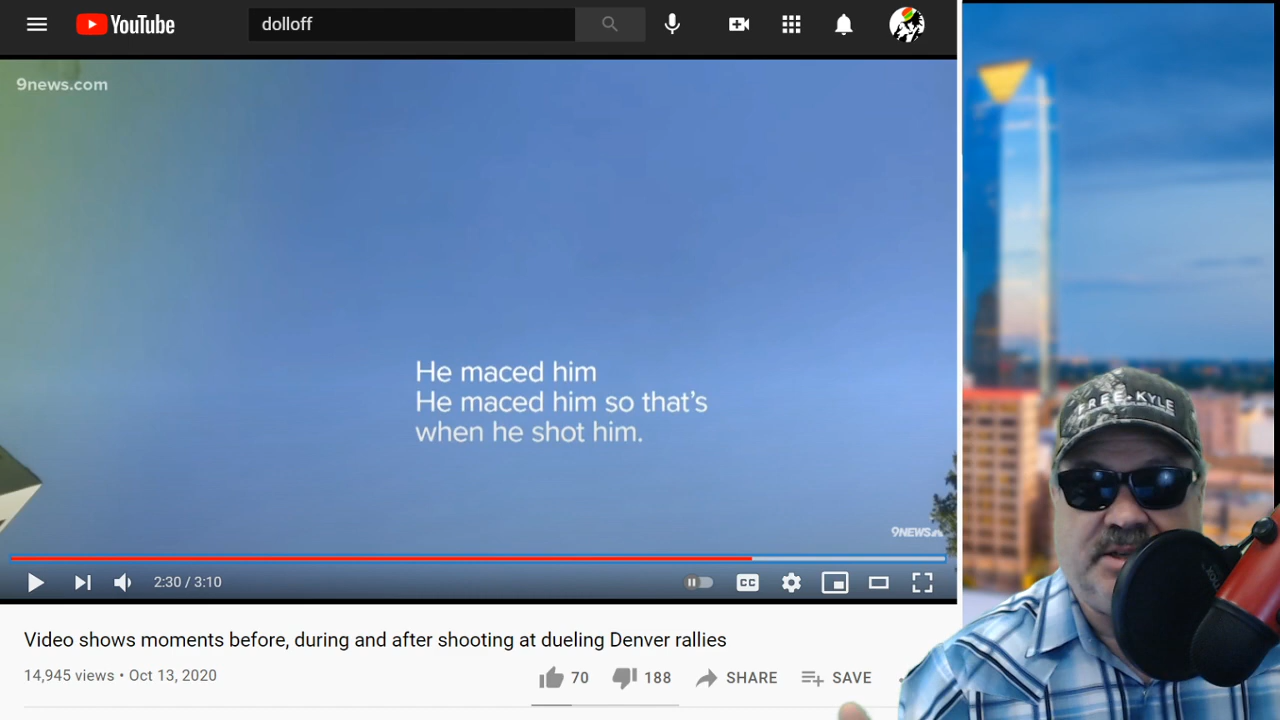 YouTube
dolloff
9news.com
He maced him
He maced him so that's
when he shot him.
9NEWS
2:30 / 3:10
CC
Video shows moments before, during and after shooting at dueling Denver rallies
14,945 views • Oct 13, 2020
70
188
SHARE
SAVE
FREE KYLE